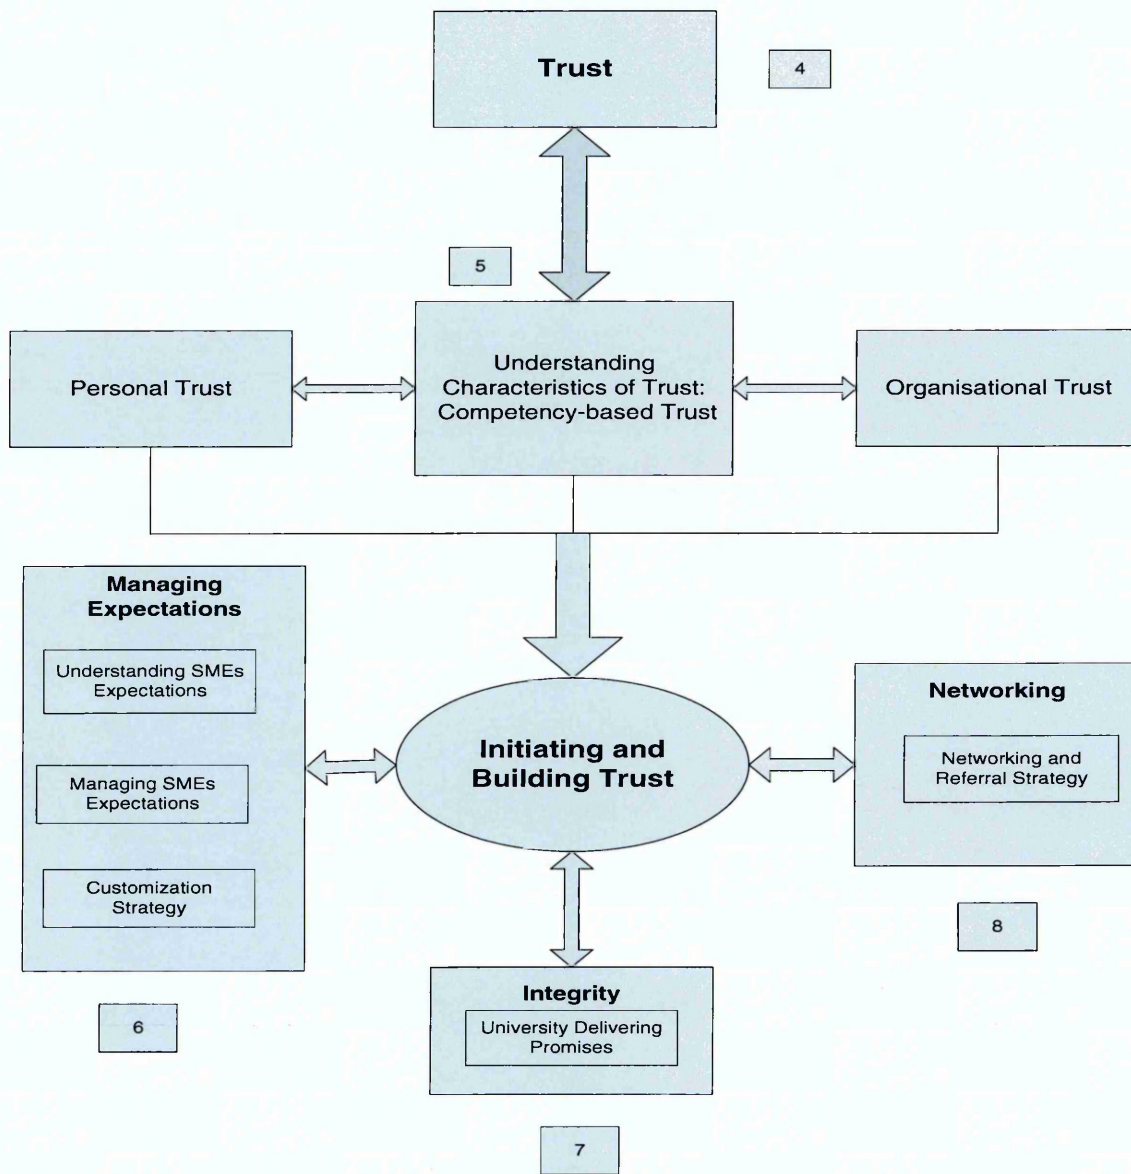 Trust
4
5
Personal Trust
Understanding
Characteristics of Trust:
Competency-based Trust
Organisational Trust
Managing
Expectations
Understanding SMEs
Expectations
Managing SMEs
Expectations
Customization
Strategy
6
Initiating and
Building Trust
Networking
Networking and
Referral Strategy
8
Integrity
University Delivering
Promises
7